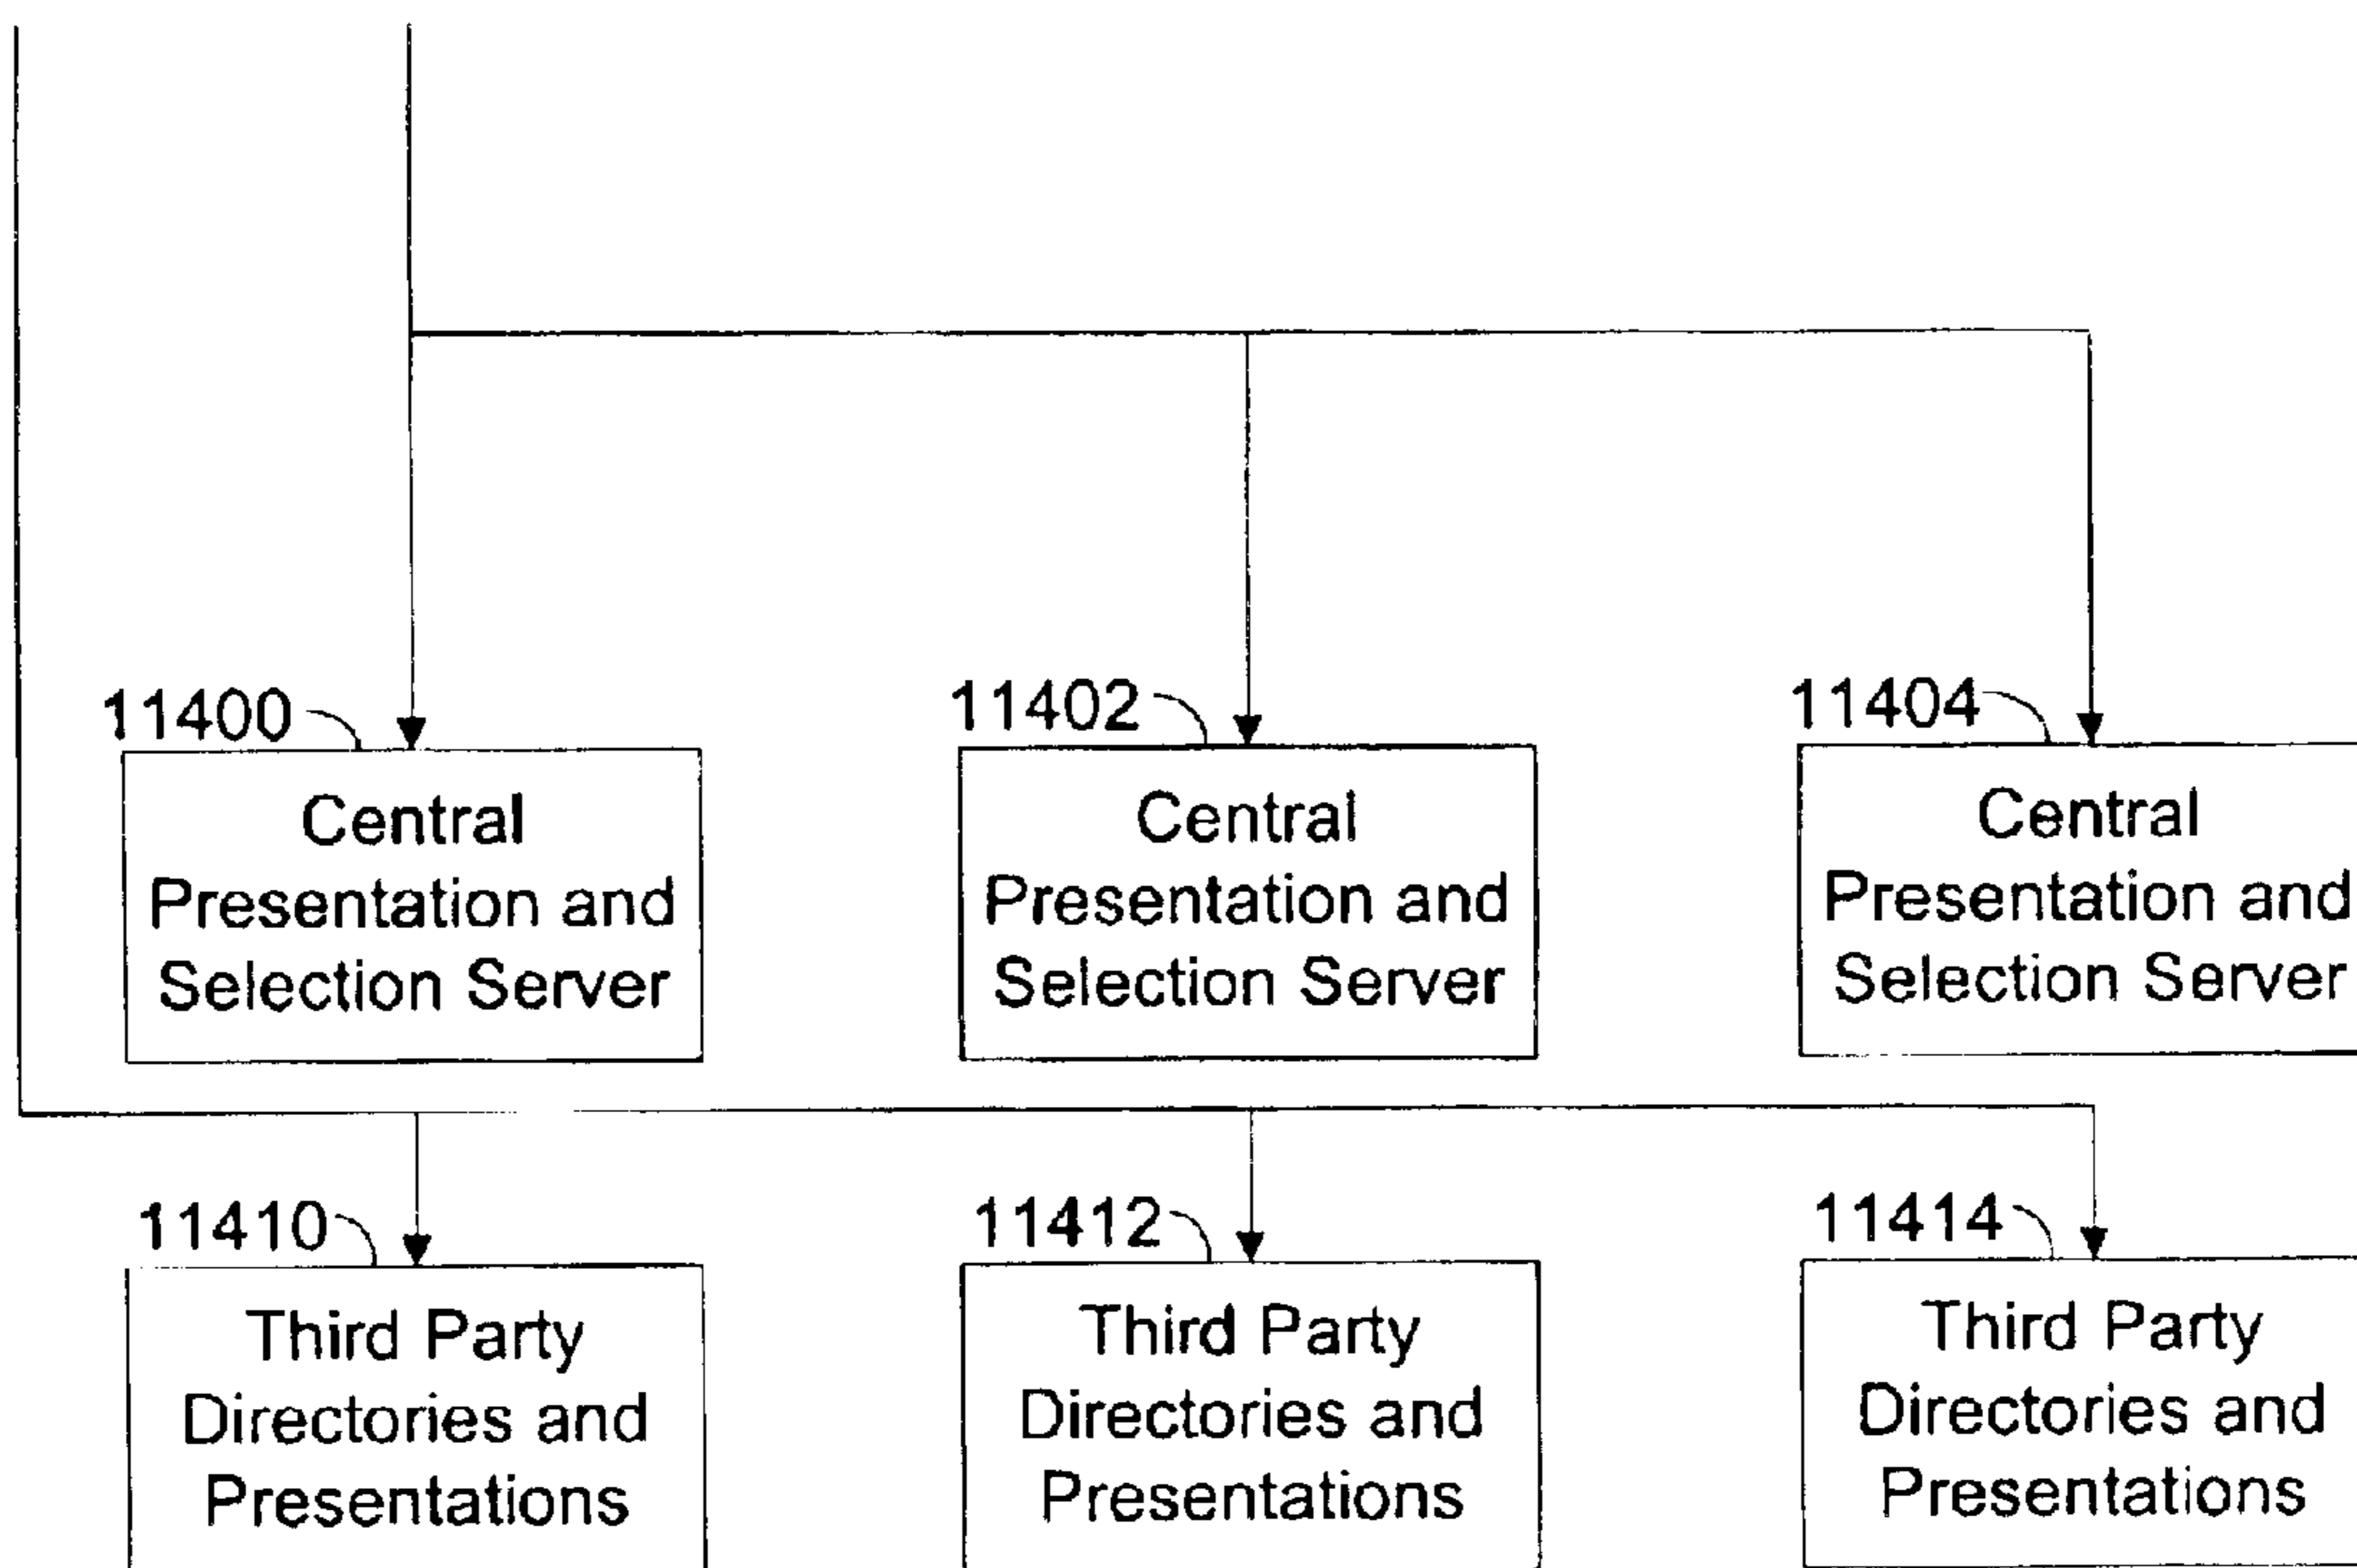 11400
Central
Presentation and
Selection Server
11402
Central
Presentation and
Selection Server
11404
Central
Presentation and
Selection Server
11410
Third Party
Directories and
Presentations
11412
Third Party
Directories and
Presentations
11414
Third Party
Directories and
Presentations